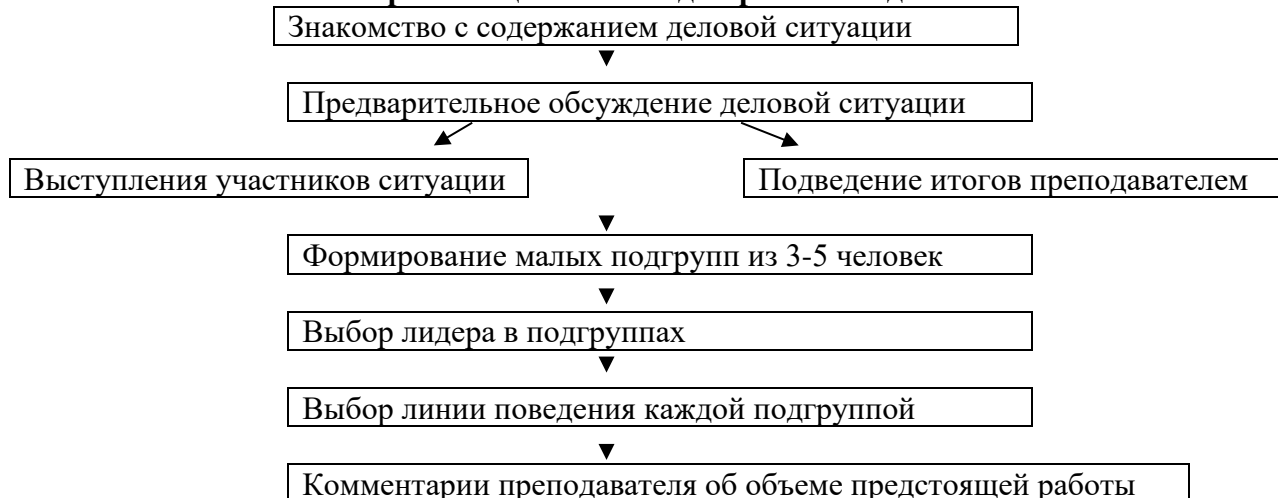 Знакомство с содержанием деловой ситуации
Предварительное обсуждение деловой ситуации
Выступления участников ситуации
Подведение итогов преподавателем
Формирование малых подгрупп из 3-5 человек
Выбор лидера в подгруппах
Выбор линии поведения каждой подгруппой
Комментарии преподавателя об объеме предстоящей работы